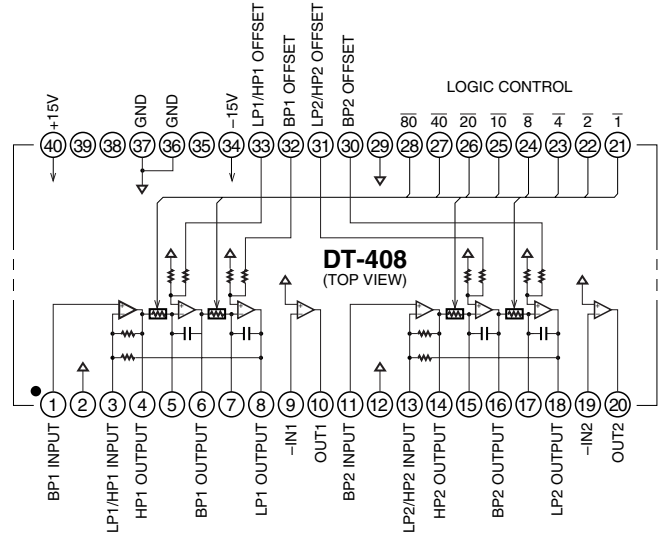 LP1/HP1 OFFSET
BP1 OFFSET
LP2/HP2 OFFSET
BP2 OFFSET
LOGIC CONTROL
+15V
GND
GND
–15V
80 40 20 10 8 4 2 1
40 39 38 37 36 35 34 33 32 31 30 29 28 27 26 25 24 23 22 21
DT-408
(TOP VIEW)
1 2 3 4 5 6 7 8 9 10 11 12 13 14 15 16 17 18 19 20
BP1 INPUT
LP1/HP1 INPUT
HP1 OUTPUT
BP1 OUTPUT
LP1 OUTPUT
–IN1
OUT1
BP2 INPUT
LP2/HP2 INPUT
HP2 OUTPUT
BP2 OUTPUT
LP2 OUTPUT
–IN2
OUT2